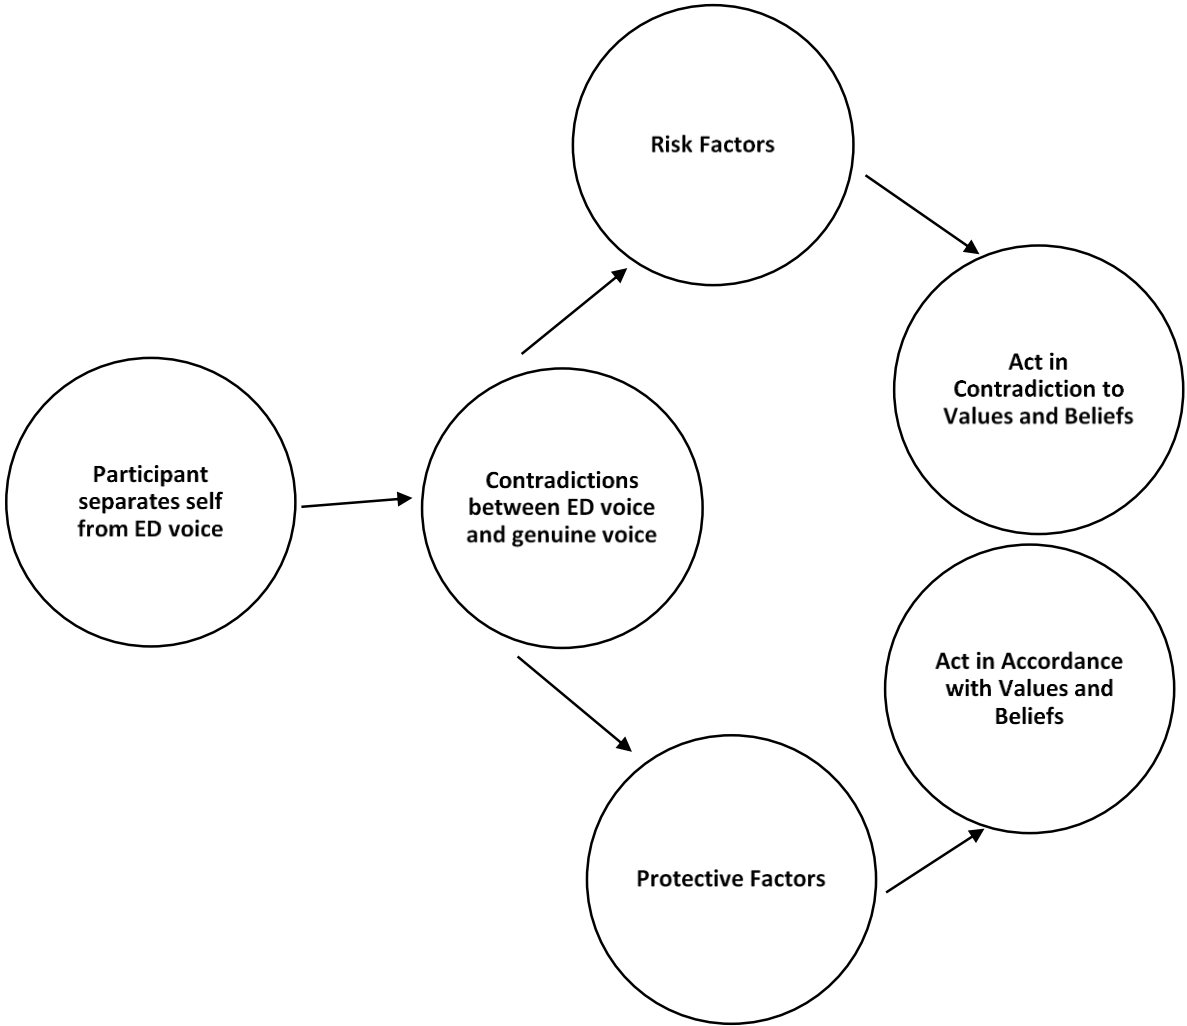 Risk Factors
Act in
Contradiction to
Values and Beliefs
Participant
separates self
from ED voice
Contradictions
between ED voice
and genuine voice
Act in Accordance
with Values and
Beliefs
Protective Factors